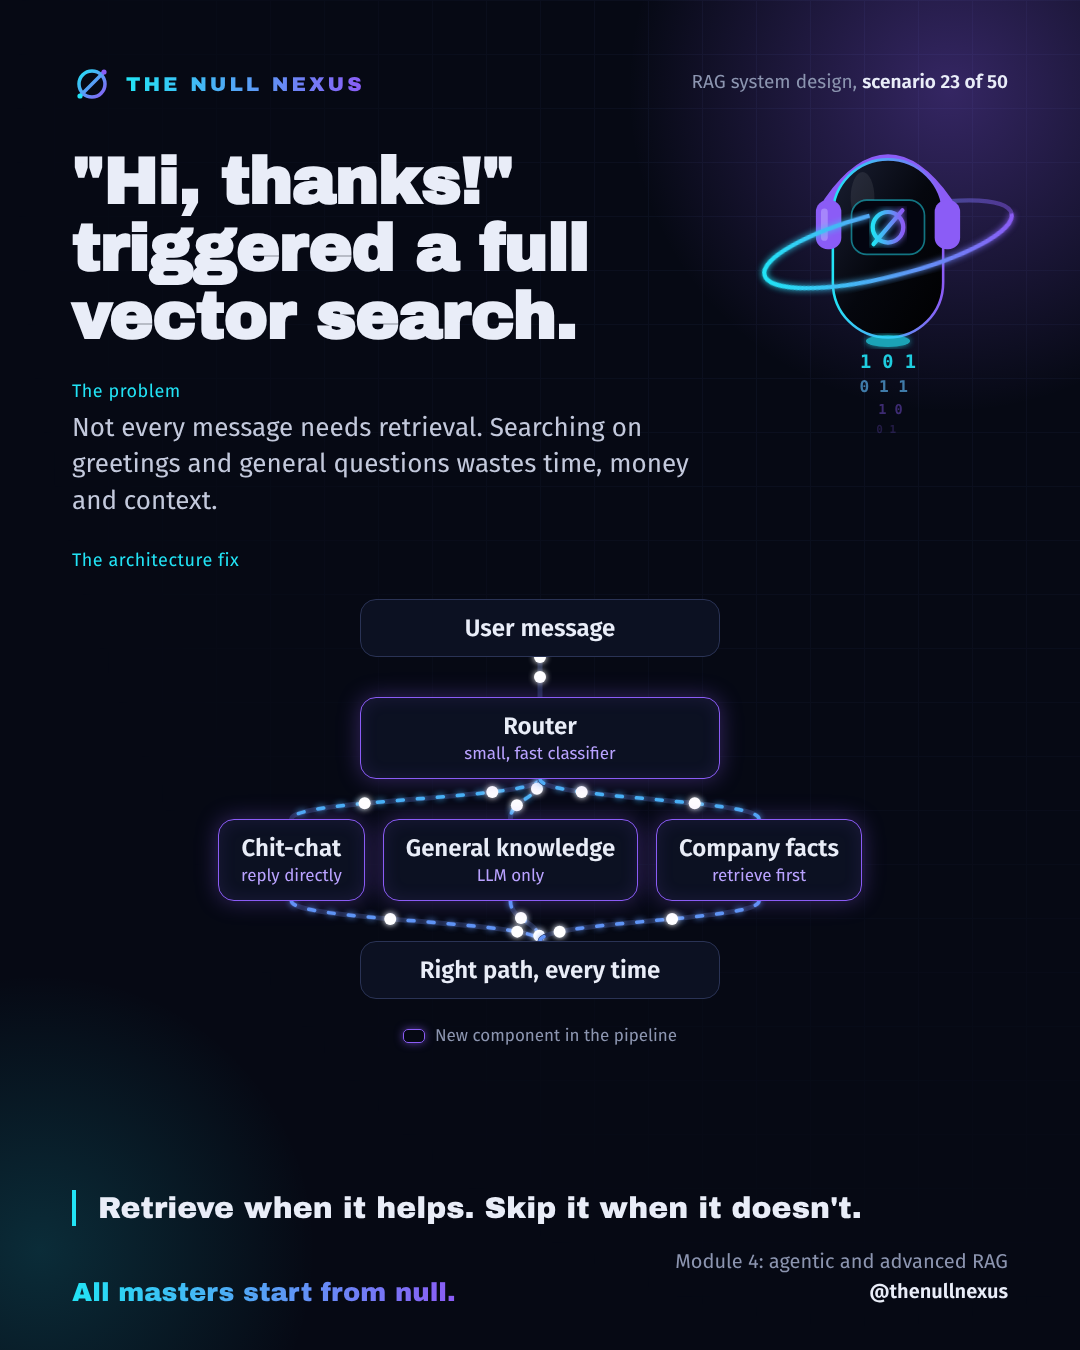 THE NULL NEXUS
RAG system design, scenario 23 of 50
"Hi, thanks!"
triggered a full
vector search.
1 0 1
0 1 1
1 0
0 1
The problem
Not every message needs retrieval. Searching on
greetings and general questions wastes time, money
and context.
The architecture fix
User message
Router
small, fast classifier
Chit-chat
reply directly
General knowledge
LLM only
Company facts
retrieve first
Right path, every time
New component in the pipeline
Retrieve when it helps. Skip it when it doesn't.
Module 4: agentic and advanced RAG
All masters start from null.
@thenullnexus